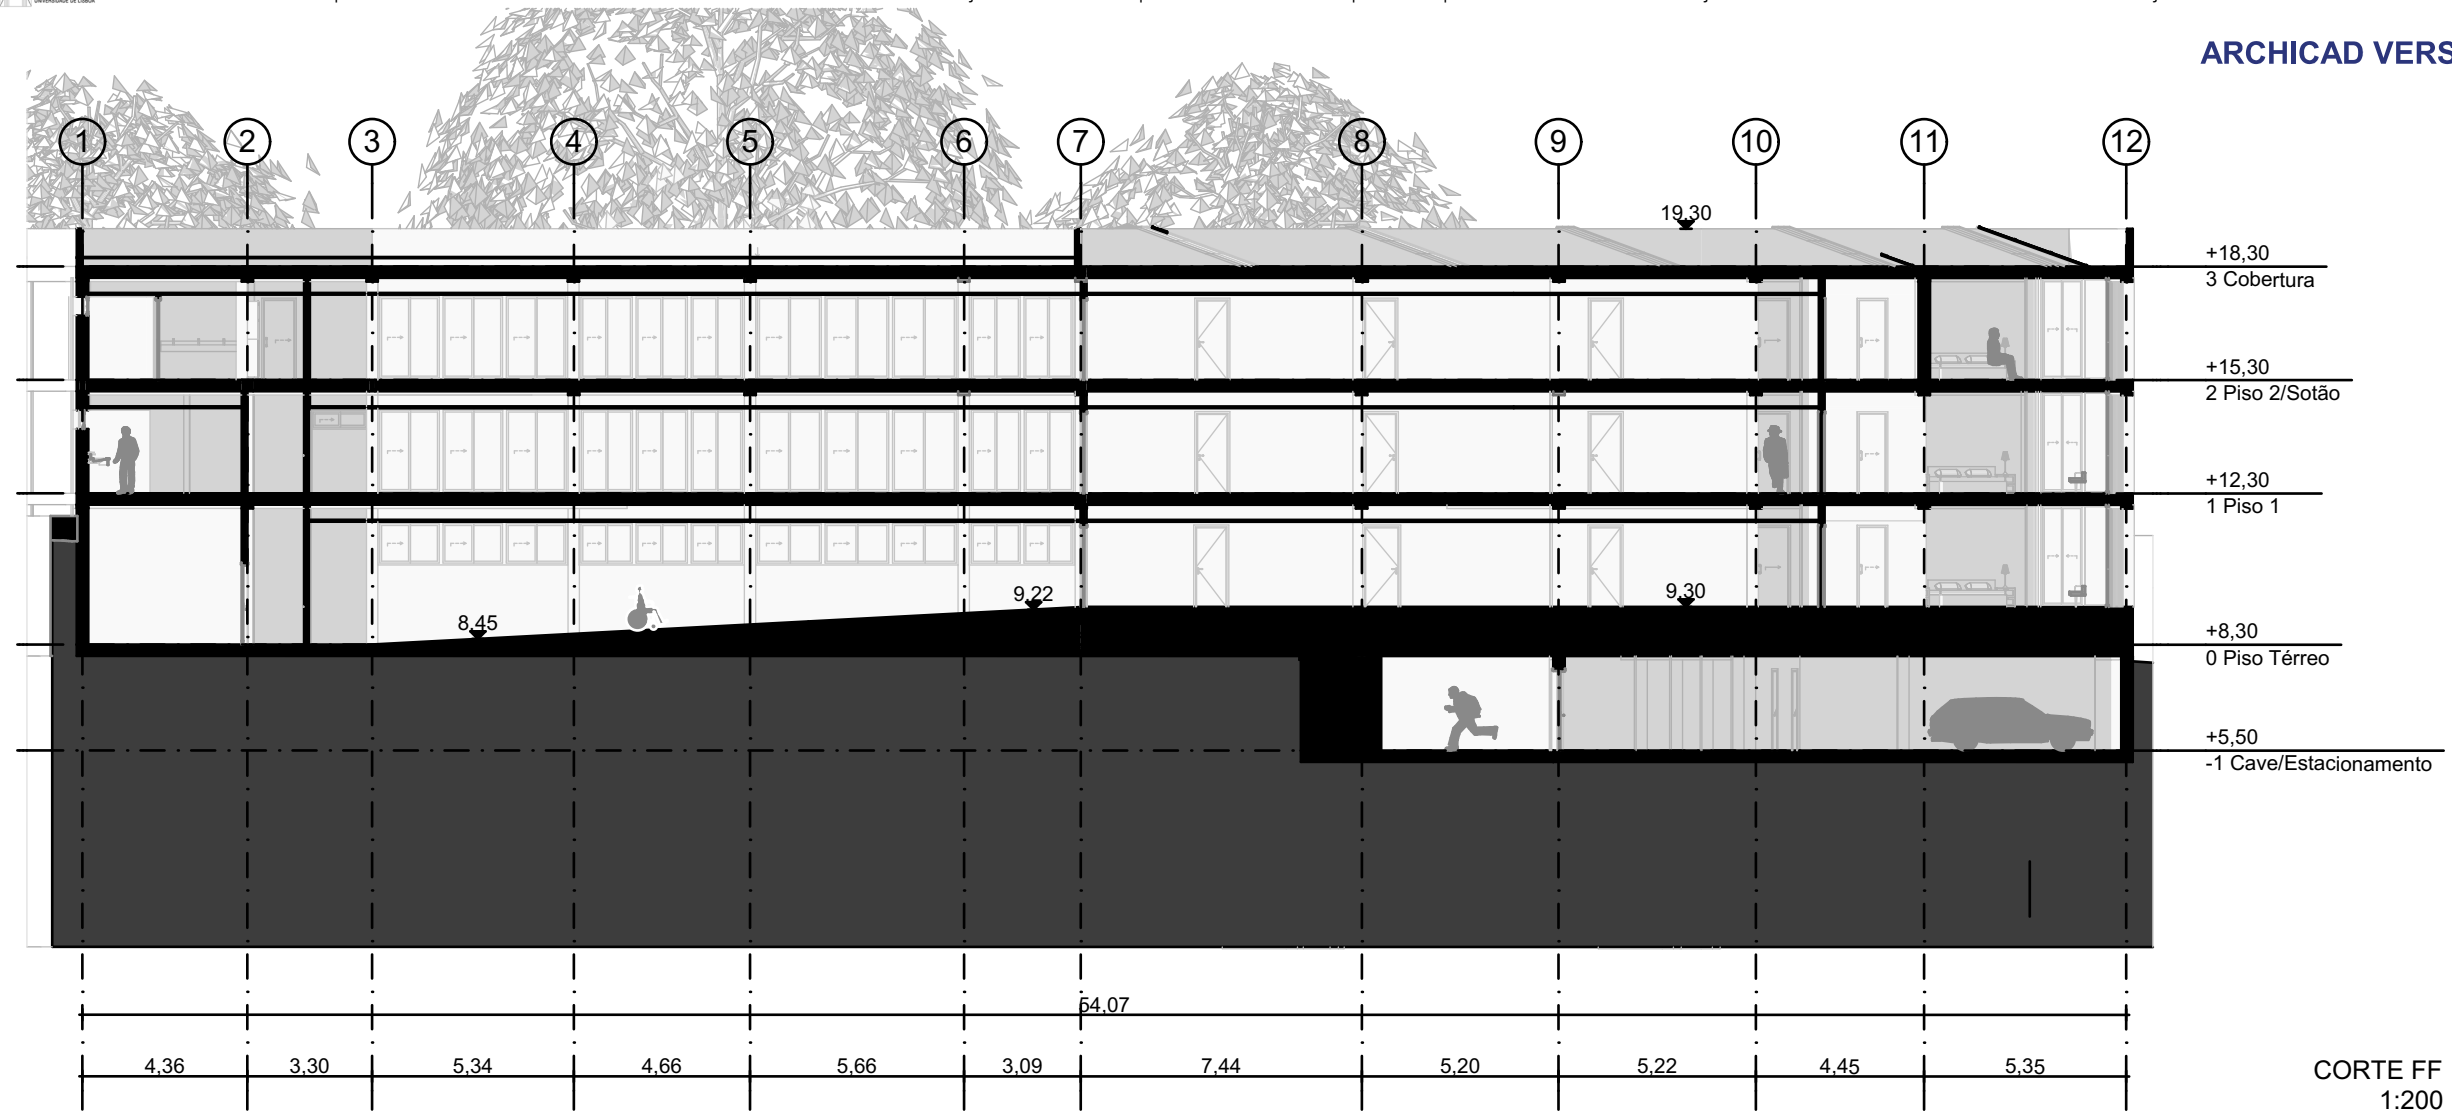 UNIVERSIDADE DE LISBOA
ARCHICAD VERS
1 2 3 4 5 6 7 8 9 10 11 12
19,30
+18,30
3 Cobertura
+15,30
2 Piso 2/Sotão
+12,30
1 Piso 1
9,22
9,30
8,45
+8,30
0 Piso Térreo
+5,50
-1 Cave/Estacionamento
54,07
4,36 3,30 5,34 4,66 5,66 3,09 7,44 5,20 5,22 4,45 5,35
CORTE FF
1:200